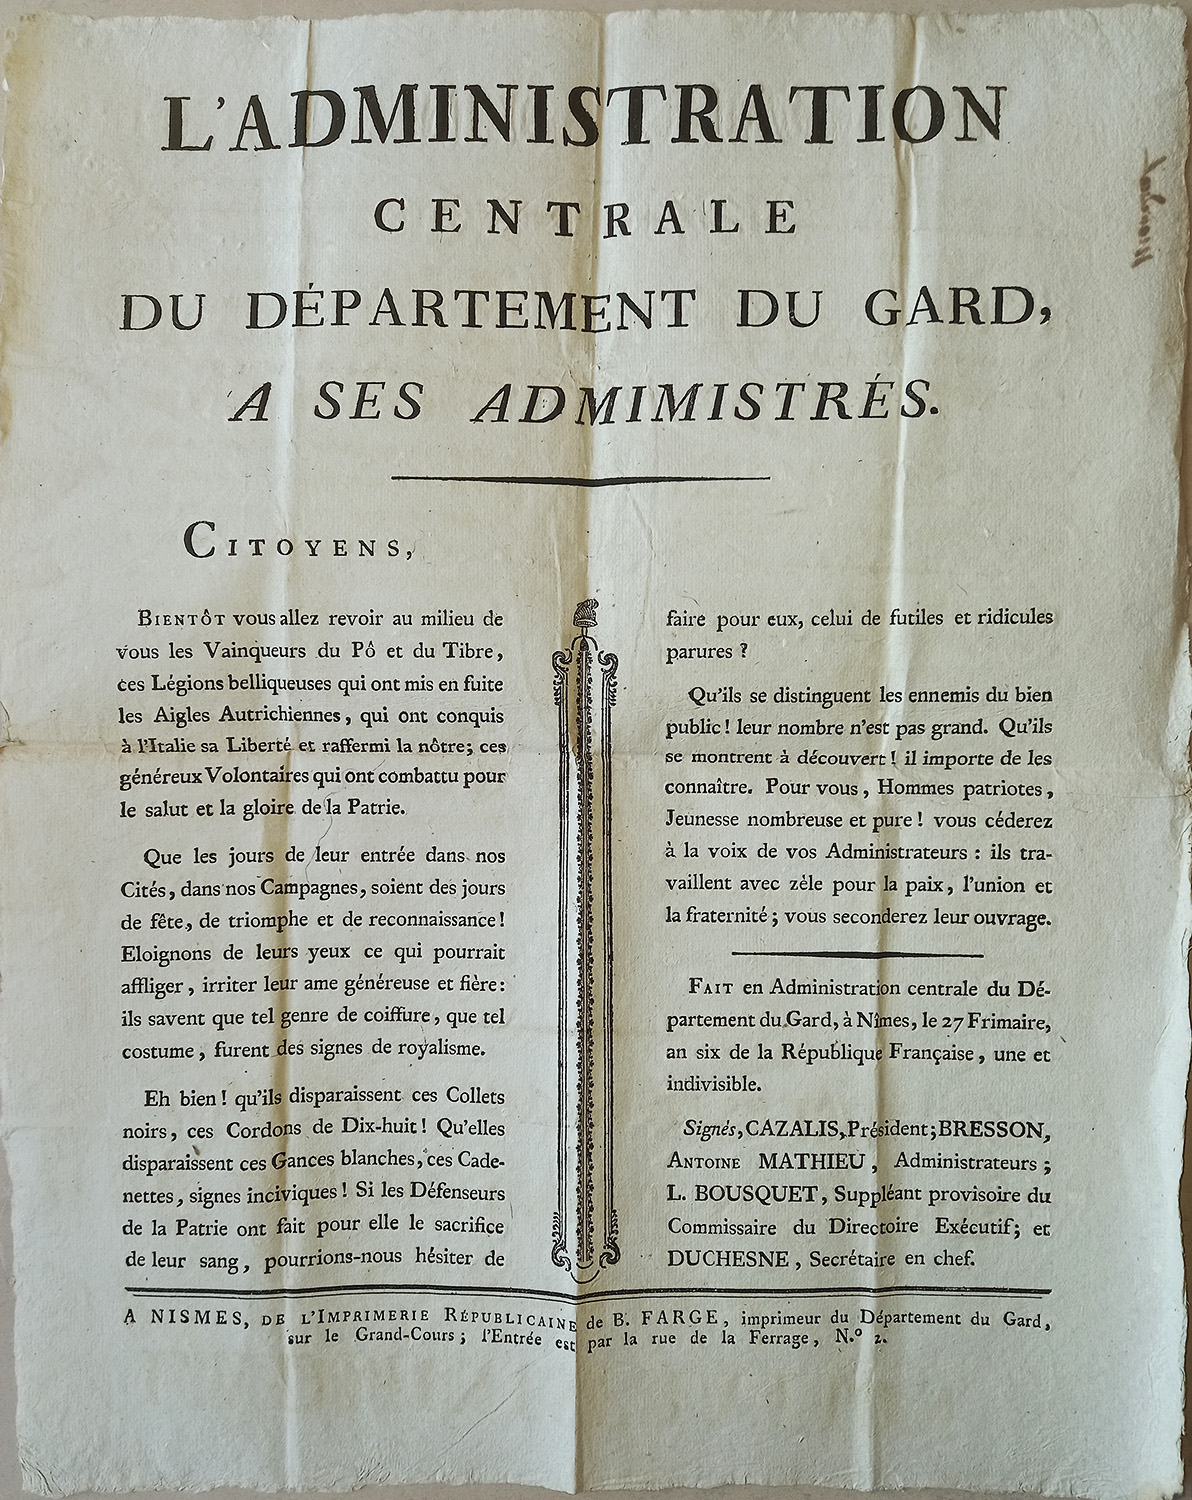 L'ADMINISTRATION
CENTRALE
DU DÉPARTEMENT DU GARD,
A SES ADMIMISTRÉS.
CITOYENS,
BIENTÔT vous allez revoir au milieu de
vous les Vainqueurs du Pô et du Tibre,
ces Légions belliqueuses qui ont mis en fuite
les Aigles Autrichiennes, qui ont conquis
à l'Italie sa Liberté et raffermi la nôtre; ces
généreux Volontaires qui ont combattu pour
le salut et la gloire de la Patrie.
Que les jours de leur entrée dans nos
Cités, dans nos Campagnes, soient des jours
de fête, de triomphe et de reconnaissance!
Eloignons de leurs yeux ce qui pourrait
affliger, irriter leur ame généreuse et fière:
ils savent que tel genre de coiffure, que tel
costume, furent des signes de royalisme.
Eh bien! qu'ils disparaissent ces Collets
noirs, ces Cordons de Dix-huit! Qu'elles
disparaissent ces Gances blanches, ces Cade-
nettes, signes inciviques! Si les Défenseurs
de la Patrie ont fait pour elle le sacrifice
de leur sang, pourrions-nous hésiter de
faire pour eux, celui de futiles et ridicules
parures?
Qu'ils se distinguent les ennemis du bien
public! leur nombre n'est pas grand. Qu'ils
se montrent à découvert! il importe de les
connaître. Pour vous, Hommes patriotes,
Jeunesse nombreuse et pure! vous céderez
à la voix de vos Administrateurs: ils tra-
vaillent avec zèle pour la paix, l'union et
la fraternité; vous seconderez leur ouvrage.
FAIT en Administration centrale du Dé-
partement du Gard, à Nîmes, le 27 Frimaire,
an six de la République Française, une et
indivisible.
Signés, CAZALIS, Président; BRESSON,
ANTOINE MATHIEU, Administrateurs;
L. BOUSQUET, Suppléant provisoire du
Commissaire du Directoire Exécutif; et
DUCHESNE, Secrétaire en chef.
A NISMES, DE L'IMPRIMERIE RÉPUBLICAINE de B. FARGE, imprimeur du Département du Gard,
sur le Grand-Cours; l'Entrée est par la rue de la Ferrage, N.º 2.